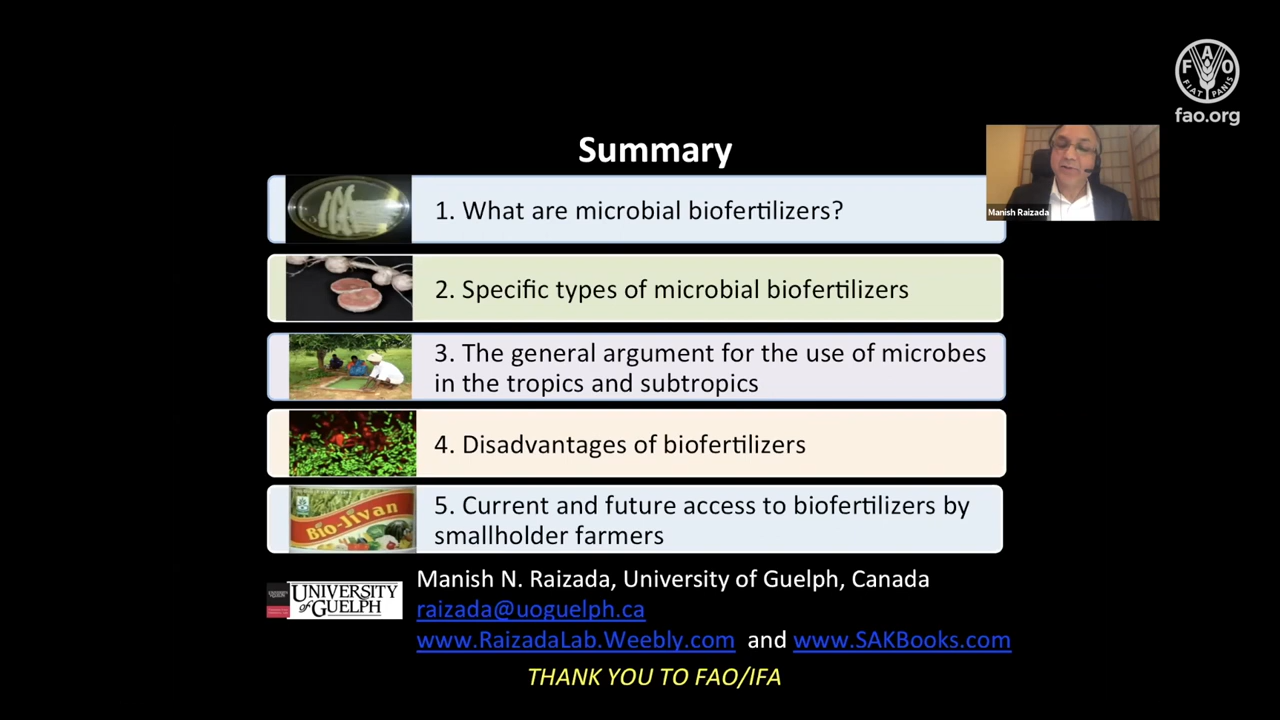 FAO
FIAT PANIS
fao.org
Summary
Manish Raizada
1. What are microbial biofertilizers?
2. Specific types of microbial biofertilizers
3. The general argument for the use of microbes
in the tropics and subtropics
4. Disadvantages of biofertilizers
Bio-Jivan
5. Current and future access to biofertilizers by
smallholder farmers
UNIVERSITY
of GUELPH
Manish N. Raizada, University of Guelph, Canada
raizada@uoguelph.ca
www.RaizadaLab.Weebly.com and www.SAKBooks.com
THANK YOU TO FAO/IFA